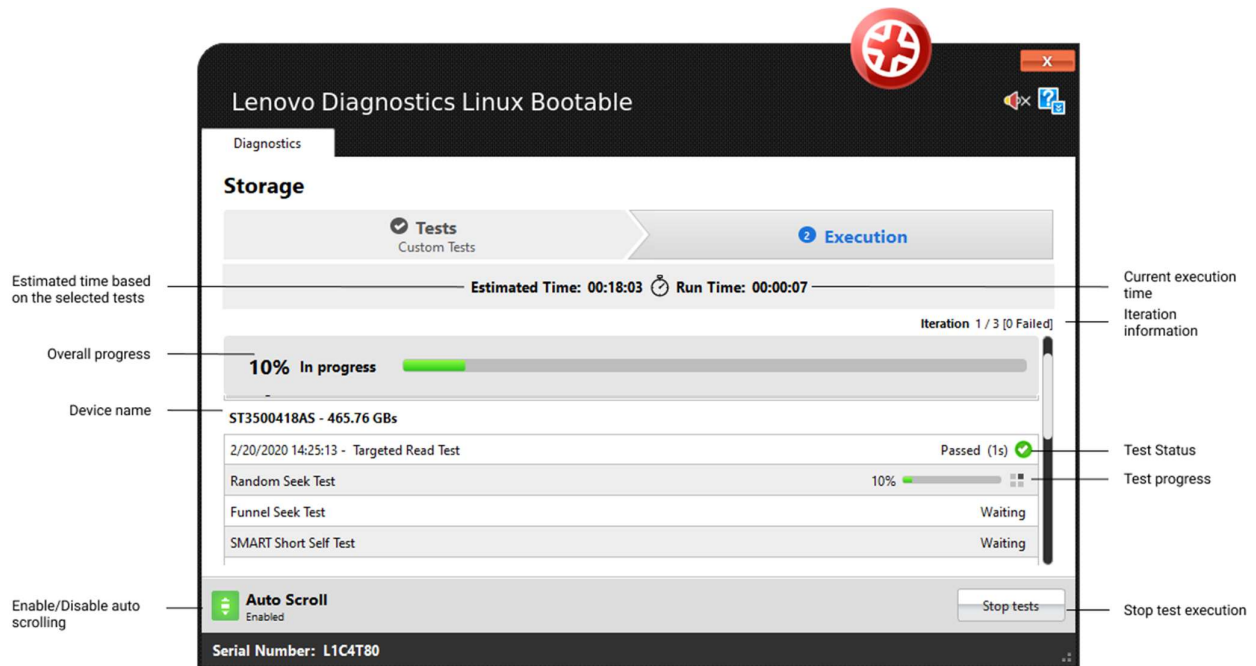 X
Lenovo Diagnostics Linux Bootable
Diagnostics
Storage
Tests
Custom Tests
2 Execution
Estimated time based
on the selected tests
Estimated Time: 00:18:03 Run Time: 00:00:07
Current execution
time
Iteration 1 / 3 [0 Failed]
Iteration
information
Overall progress
10% In progress
Device name
ST3500418AS - 465.76 GBs
2/20/2020 14:25:13 - Targeted Read Test Passed (1s)
Test Status
Random Seek Test 10%
Test progress
Funnel Seek Test Waiting
SMART Short Self Test Waiting
Enable/Disable auto
scrolling
Auto Scroll
Enabled
Stop tests
Stop test execution
Serial Number: L1C4T80